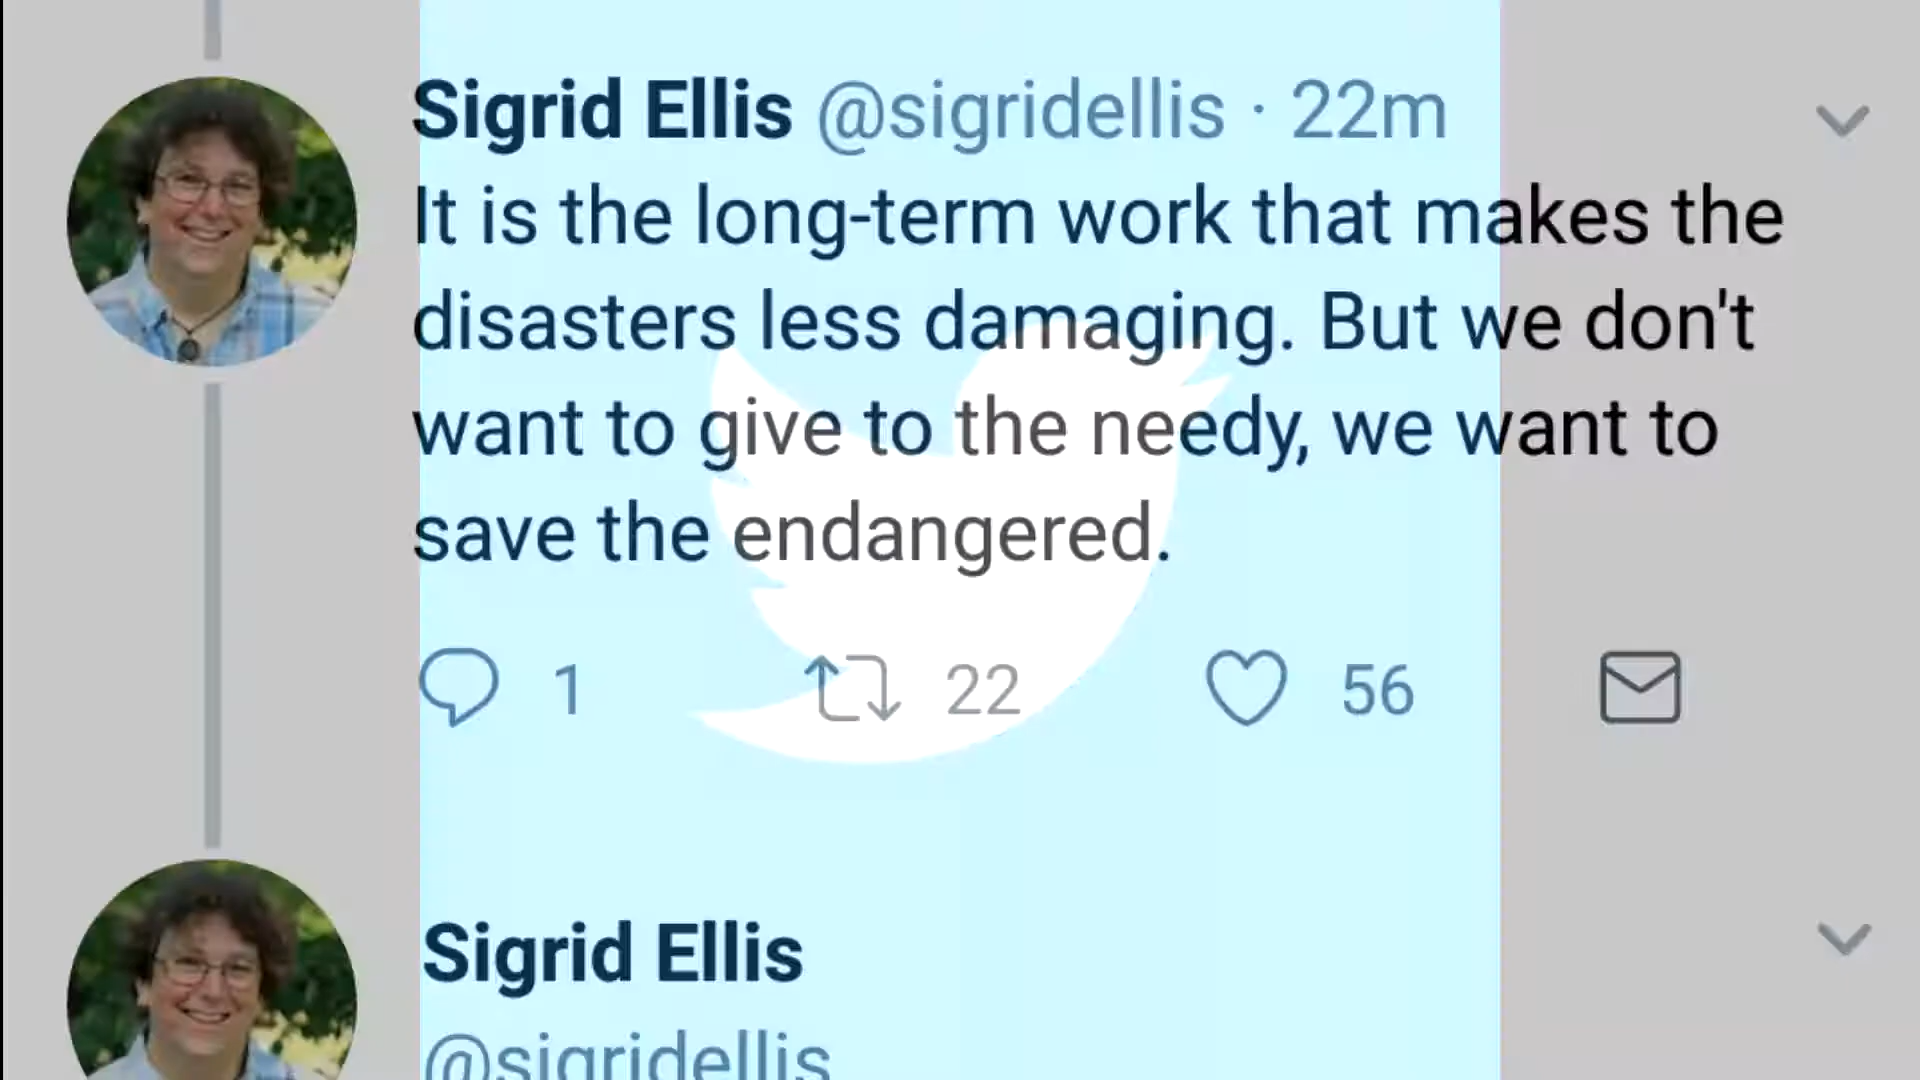 Sigrid Ellis @sigridellis · 22m
It is the long-term work that makes the
disasters less damaging. But we don't
want to give to the needy, we want to
save the endangered.
1 22 56
Sigrid Ellis
@sigridellis